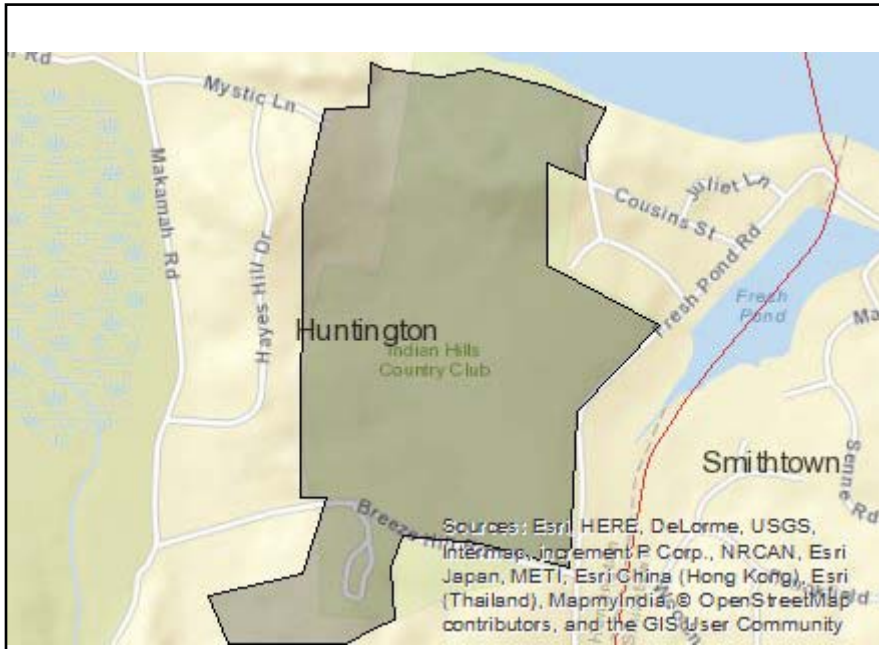 Rd
Mystic Ln
Makamah Rd
Hayes Hill Dr
Juliet Ln
Cousins St
Fresh Pond Rd
Fresh
Pond
Huntington
Indian Hills
Country Club
Smithtown
Senne Rd
Sources: Esri, HERE, DeLorme, USGS,
Intermap, increment P Corp., NRCAN, Esri
Japan, METI, Esri China (Hong Kong), Esri
(Thailand), MapmyIndia, © OpenStreetMap
contributors, and the GIS User Community